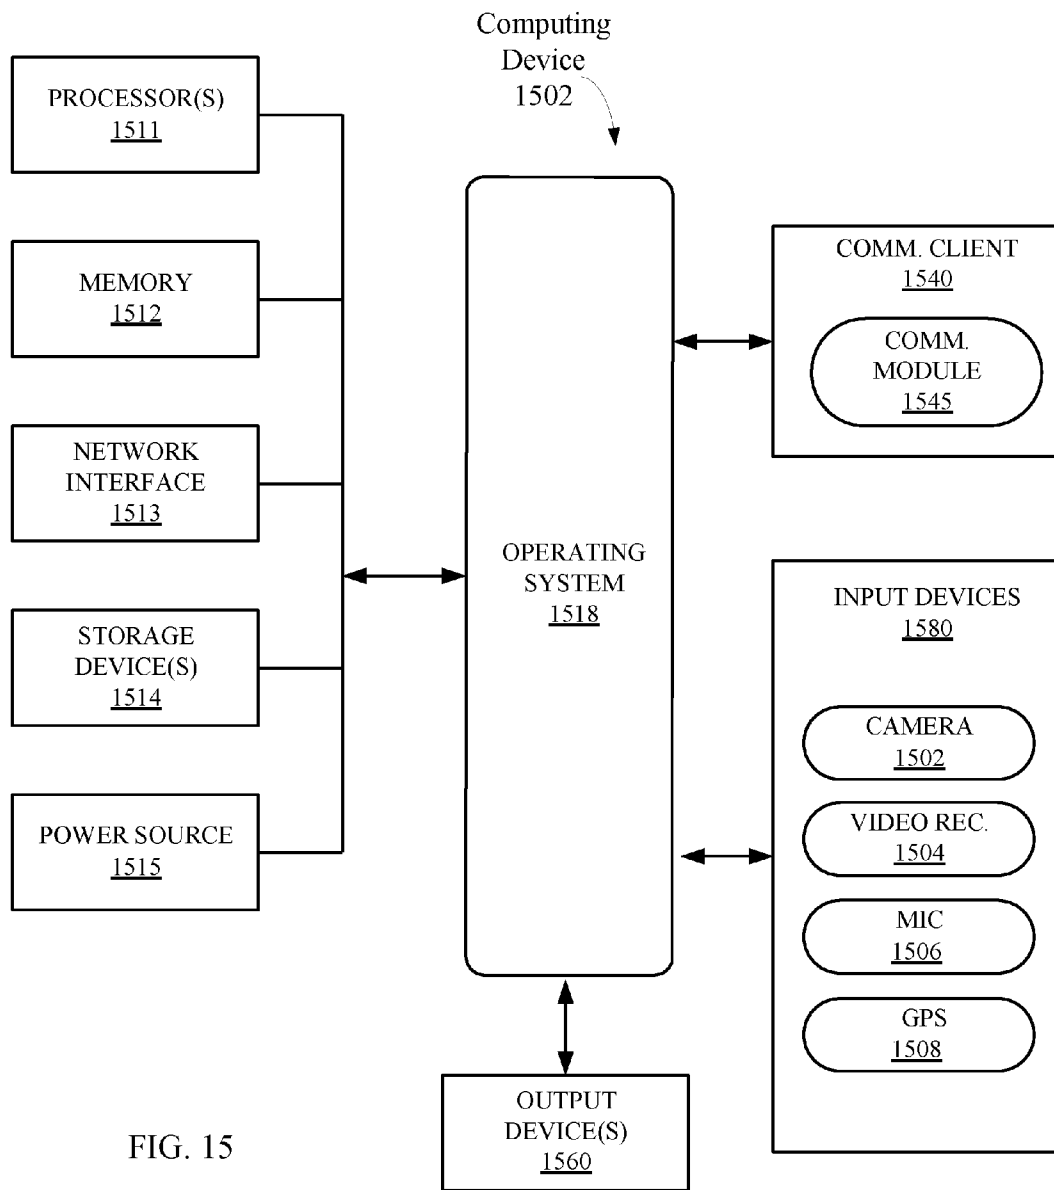 Computing
Device
1502
PROCESSOR(S)
1511
MEMORY
1512
NETWORK
INTERFACE
1513
STORAGE
DEVICE(S)
1514
POWER SOURCE
1515
OPERATING
SYSTEM
1518
COMM. CLIENT
1540
COMM.
MODULE
1545
INPUT DEVICES
1580
CAMERA
1502
VIDEO REC.
1504
MIC
1506
GPS
1508
OUTPUT
DEVICE(S)
1560
FIG. 15